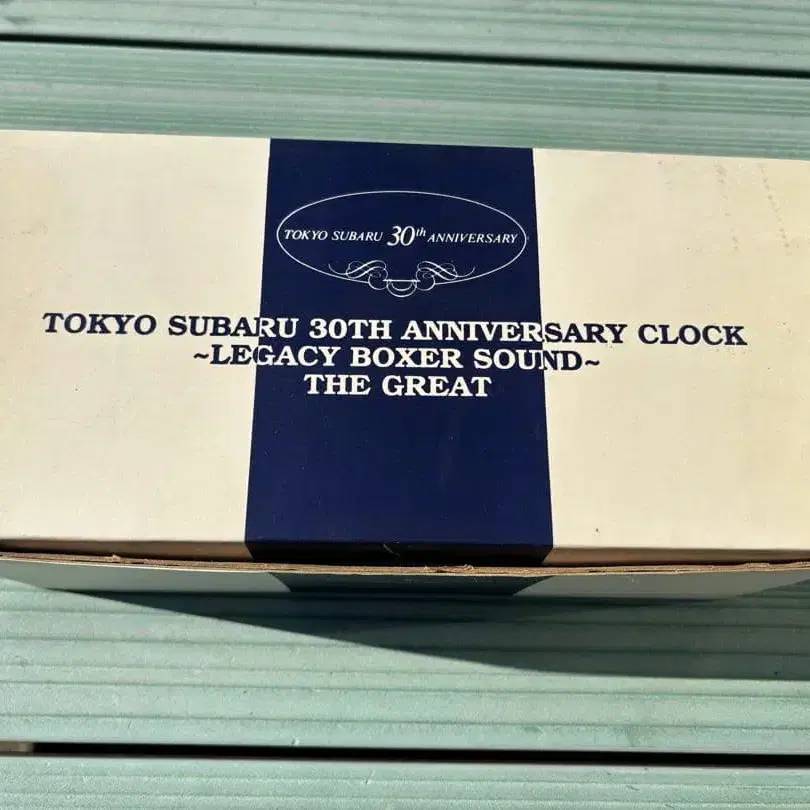 TOKYO SUBARU 30th ANNIVERSARY
TOKYO SUBARU 30TH ANNIVERSARY CLOCK
~LEGACY BOXER SOUND~
THE GREAT